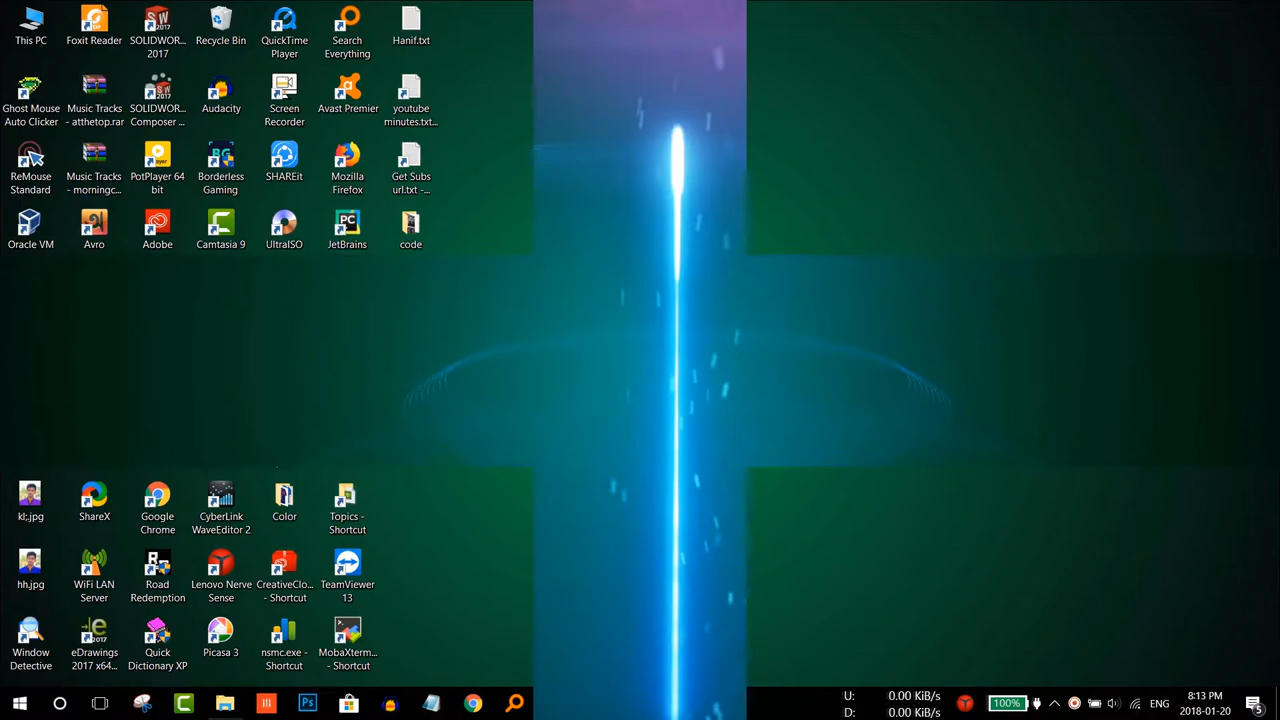 This PC
Foxit Reader
SOLIDWOR...
2017
Recycle Bin
QuickTime
Player
Search
Everything
Hanif.txt
Ghost Mouse
Auto Clicker
Music Tracks
- atthetop.rar
SOLIDWOR...
Composer ...
Audacity
Screen
Recorder
Avast Premier
youtube
minutes.txt...
ReMouse
Standard
Music Tracks
- morningc...
PotPlayer 64
bit
Borderless
Gaming
SHAREit
Mozilla
Firefox
Get Subs
url.txt -...
Oracle VM
Avro
Adobe
Camtasia 9
UltraISO
JetBrains
code
kl;.jpg
ShareX
Google
Chrome
CyberLink
WaveEditor 2
Color
Topics -
Shortcut
hh.jpg
WiFi LAN
Server
Road
Redemption
Lenovo Nerve
Sense
CreativeClo...
- Shortcut
TeamViewer
13
Window
Detective
eDrawings
2017 x64...
Quick
Dictionary XP
Picasa 3
nsmc.exe -
Shortcut
MobaXterm...
- Shortcut
U: 0.00 KiB/s
D: 0.00 KiB/s
100%
ENG
8:13 PM
2018-01-20
5